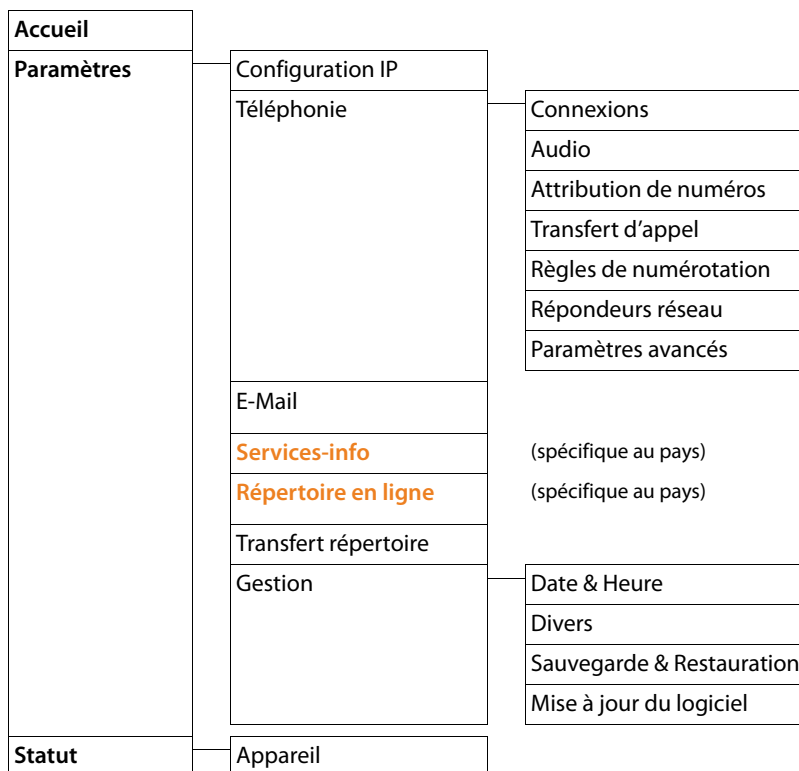 Accueil
Paramètres
Configuration IP
Téléphonie
Connexions
Audio
Attribution de numéros
Transfert d’appel
Règles de numérotation
Répondeurs réseau
Paramètres avancés
E-Mail
Services-info (spécifique au pays)
Répertoire en ligne (spécifique au pays)
Transfert répertoire
Gestion
Date & Heure
Divers
Sauvegarde & Restauration
Mise à jour du logiciel
Statut
Appareil